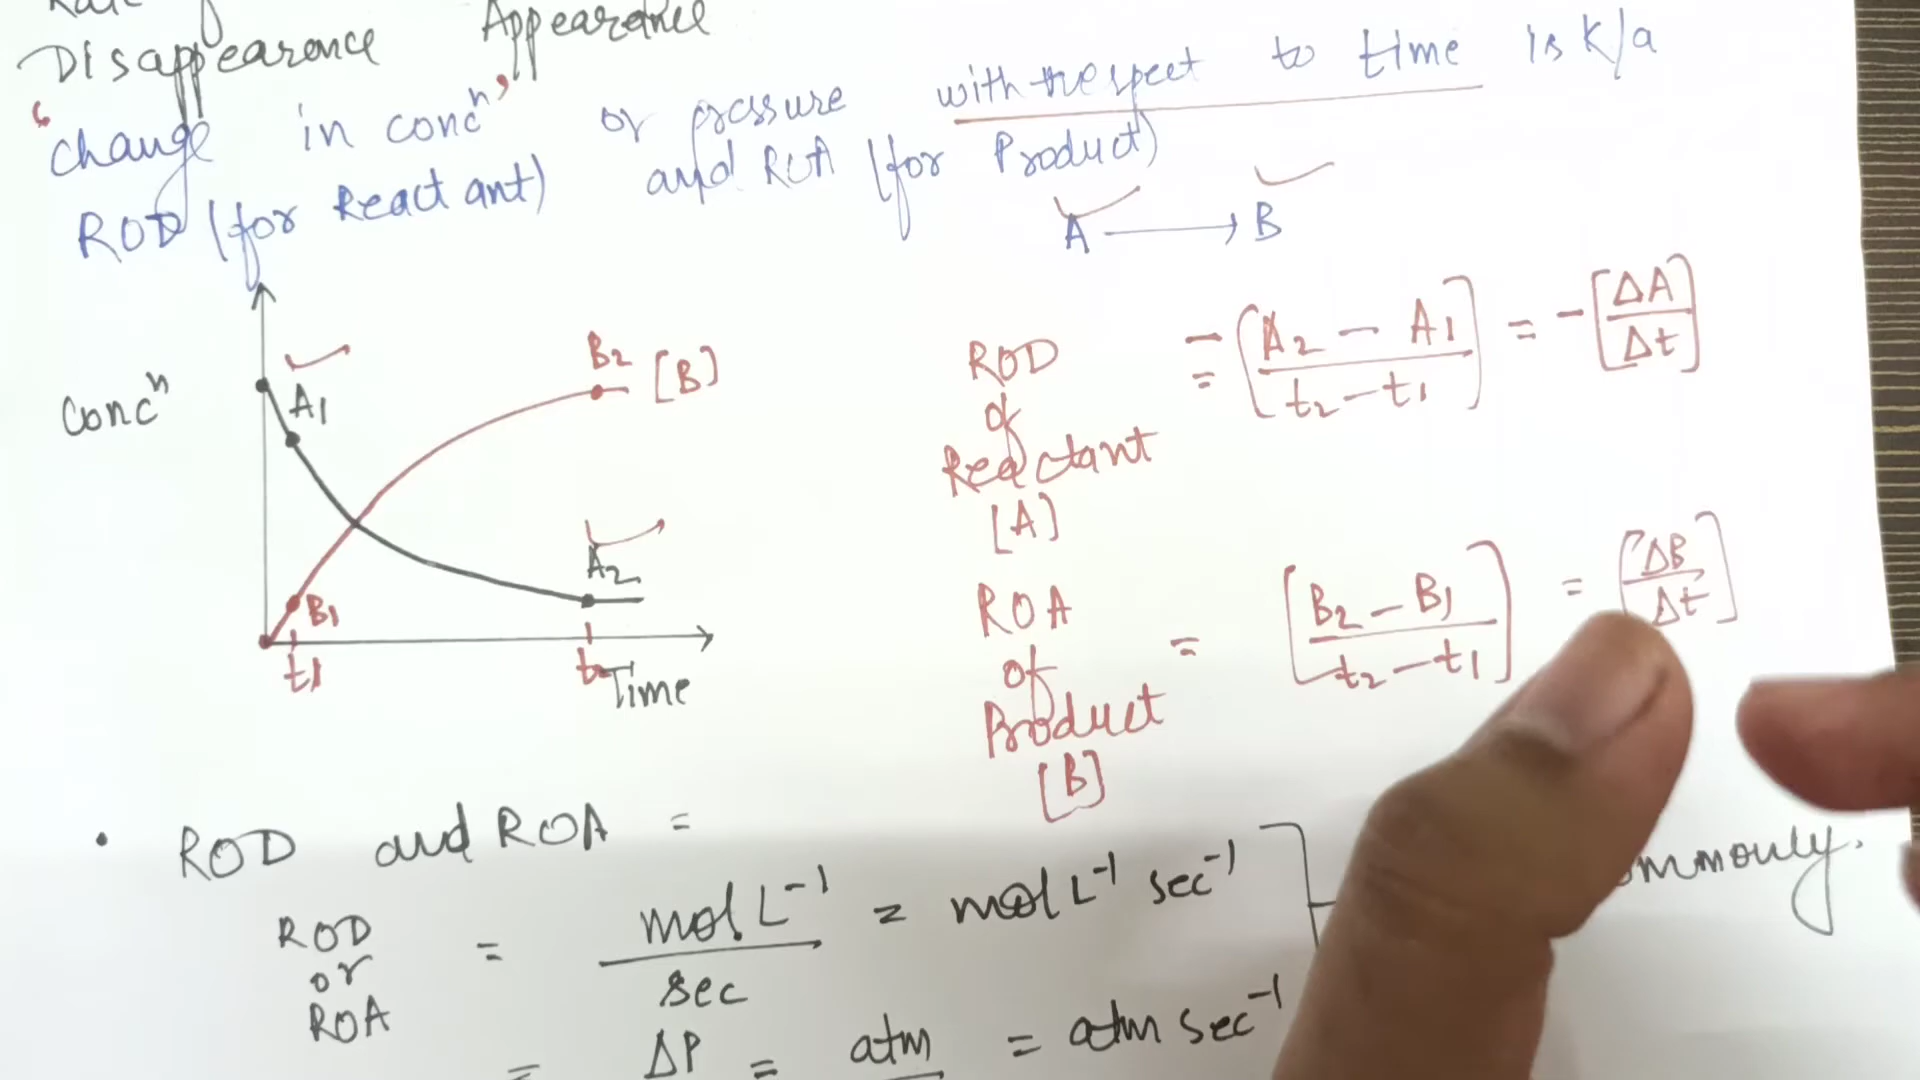 Disappearence Appearance
"change in concⁿ" or pressure with respect to time is k/a
ROD (for Reactant) and ROA (for Product)
A → B
Concⁿ
A1
B2 [B]
A2
B1
t1
Time
ROD of Reactant [A] = -[A2 - A1 / t2 - t1] = -[ΔA / Δt]
ROA of Product [B] = [B2 - B1 / t2 - t1] = [ΔB / Δt]
• ROD and ROA =
ROD or ROA = mol L⁻¹ / sec = mol L⁻¹ sec⁻¹
= ΔP = atm = atm sec⁻¹